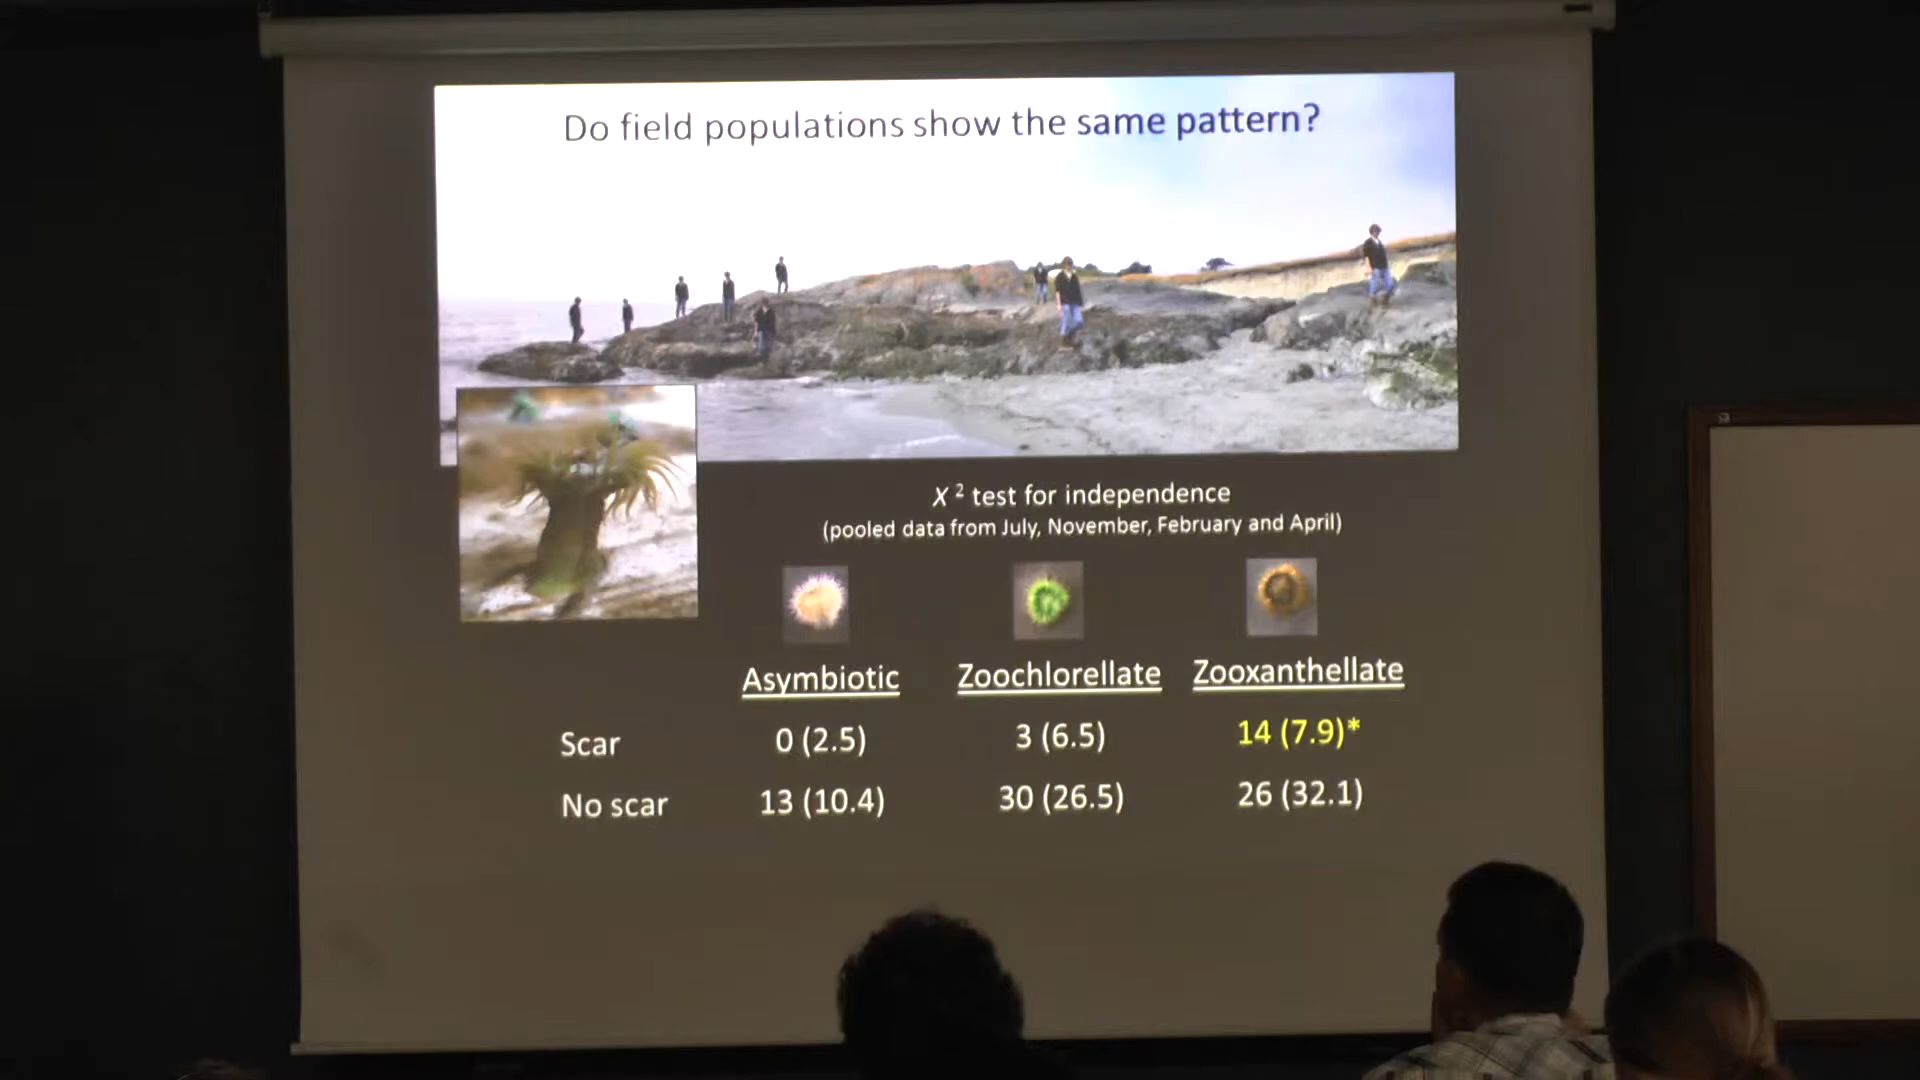 Do field populations show the same pattern?
X² test for independence
(pooled data from July, November, February and April)
Asymbiotic Zoochlorellate Zooxanthellate
Scar 0 (2.5) 3 (6.5) 14 (7.9)*
No scar 13 (10.4) 30 (26.5) 26 (32.1)